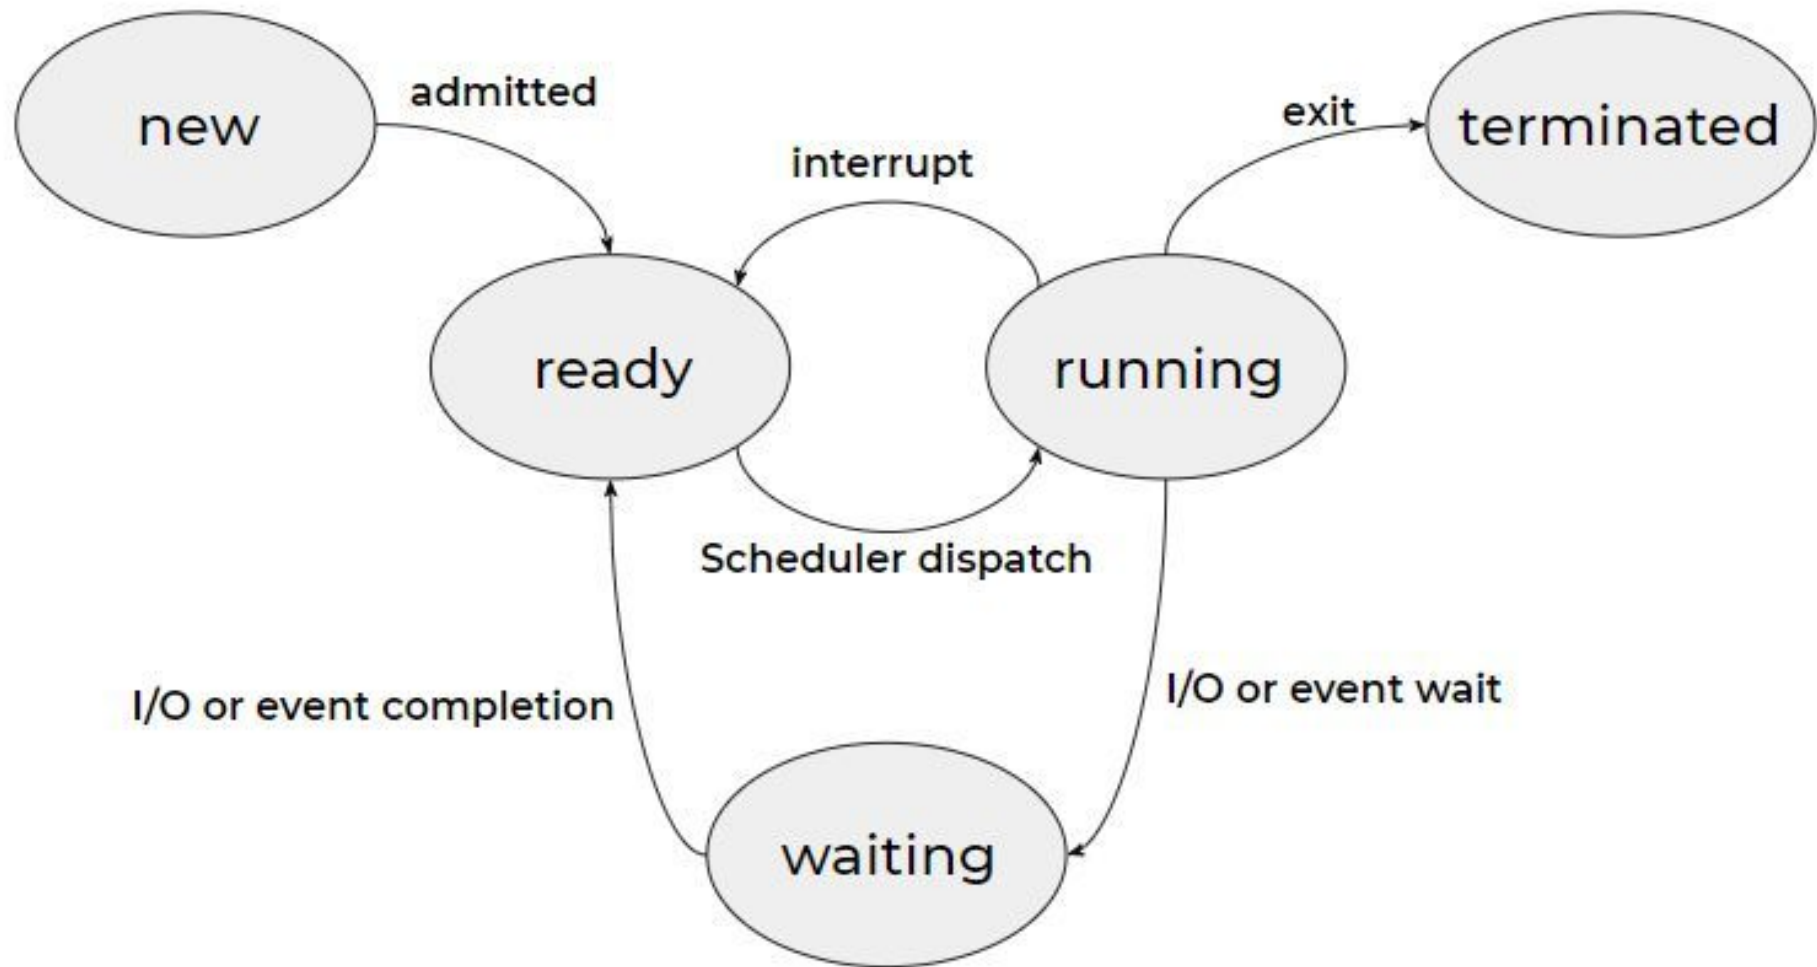 new
admitted
exit
terminated
interrupt
ready
running
Scheduler dispatch
I/O or event completion
I/O or event wait
waiting